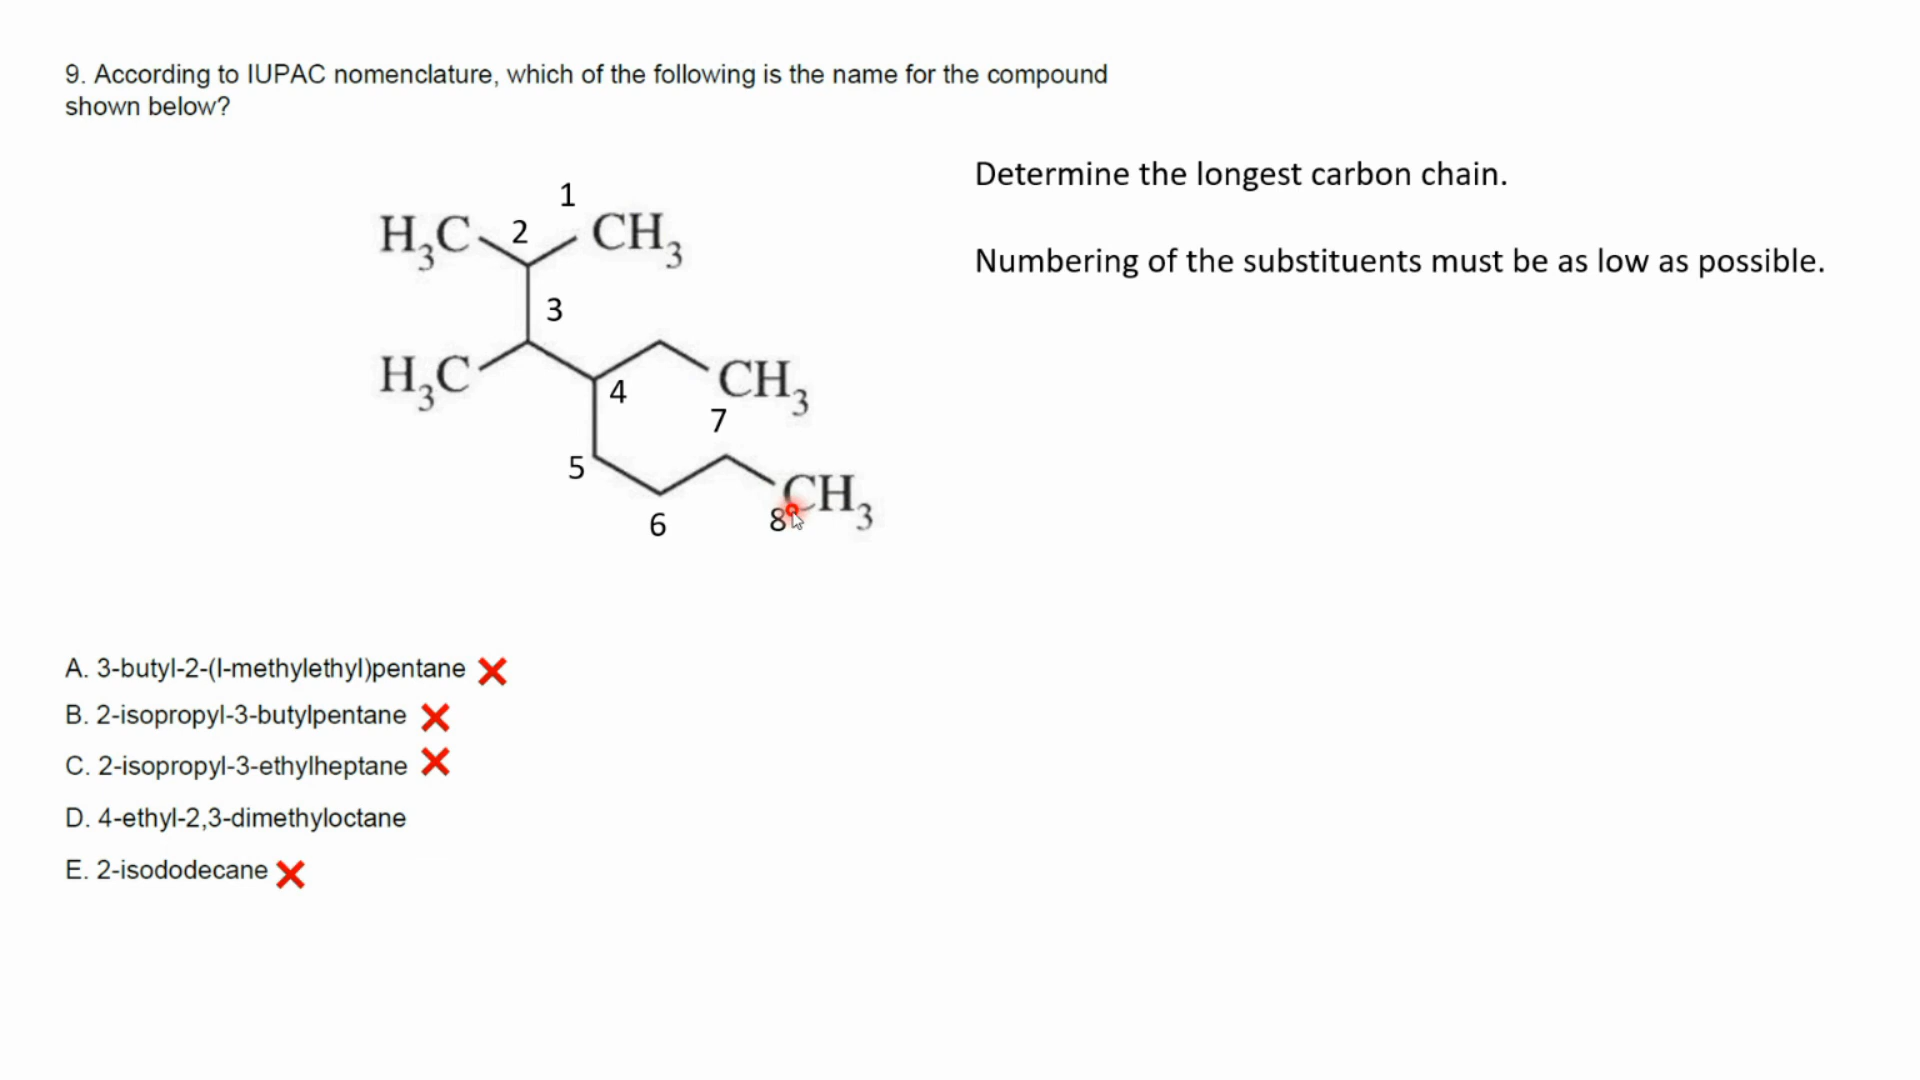 9. According to IUPAC nomenclature, which of the following is the name for the compound
shown below?
Determine the longest carbon chain.
Numbering of the substituents must be as low as possible.
1
H₃C 2 CH₃
3
H₃C 4 CH₃
7
5
CH₃
6 8
A. 3-butyl-2-(l-methylethyl)pentane
B. 2-isopropyl-3-butylpentane
C. 2-isopropyl-3-ethylheptane
D. 4-ethyl-2,3-dimethyloctane
E. 2-isododecane